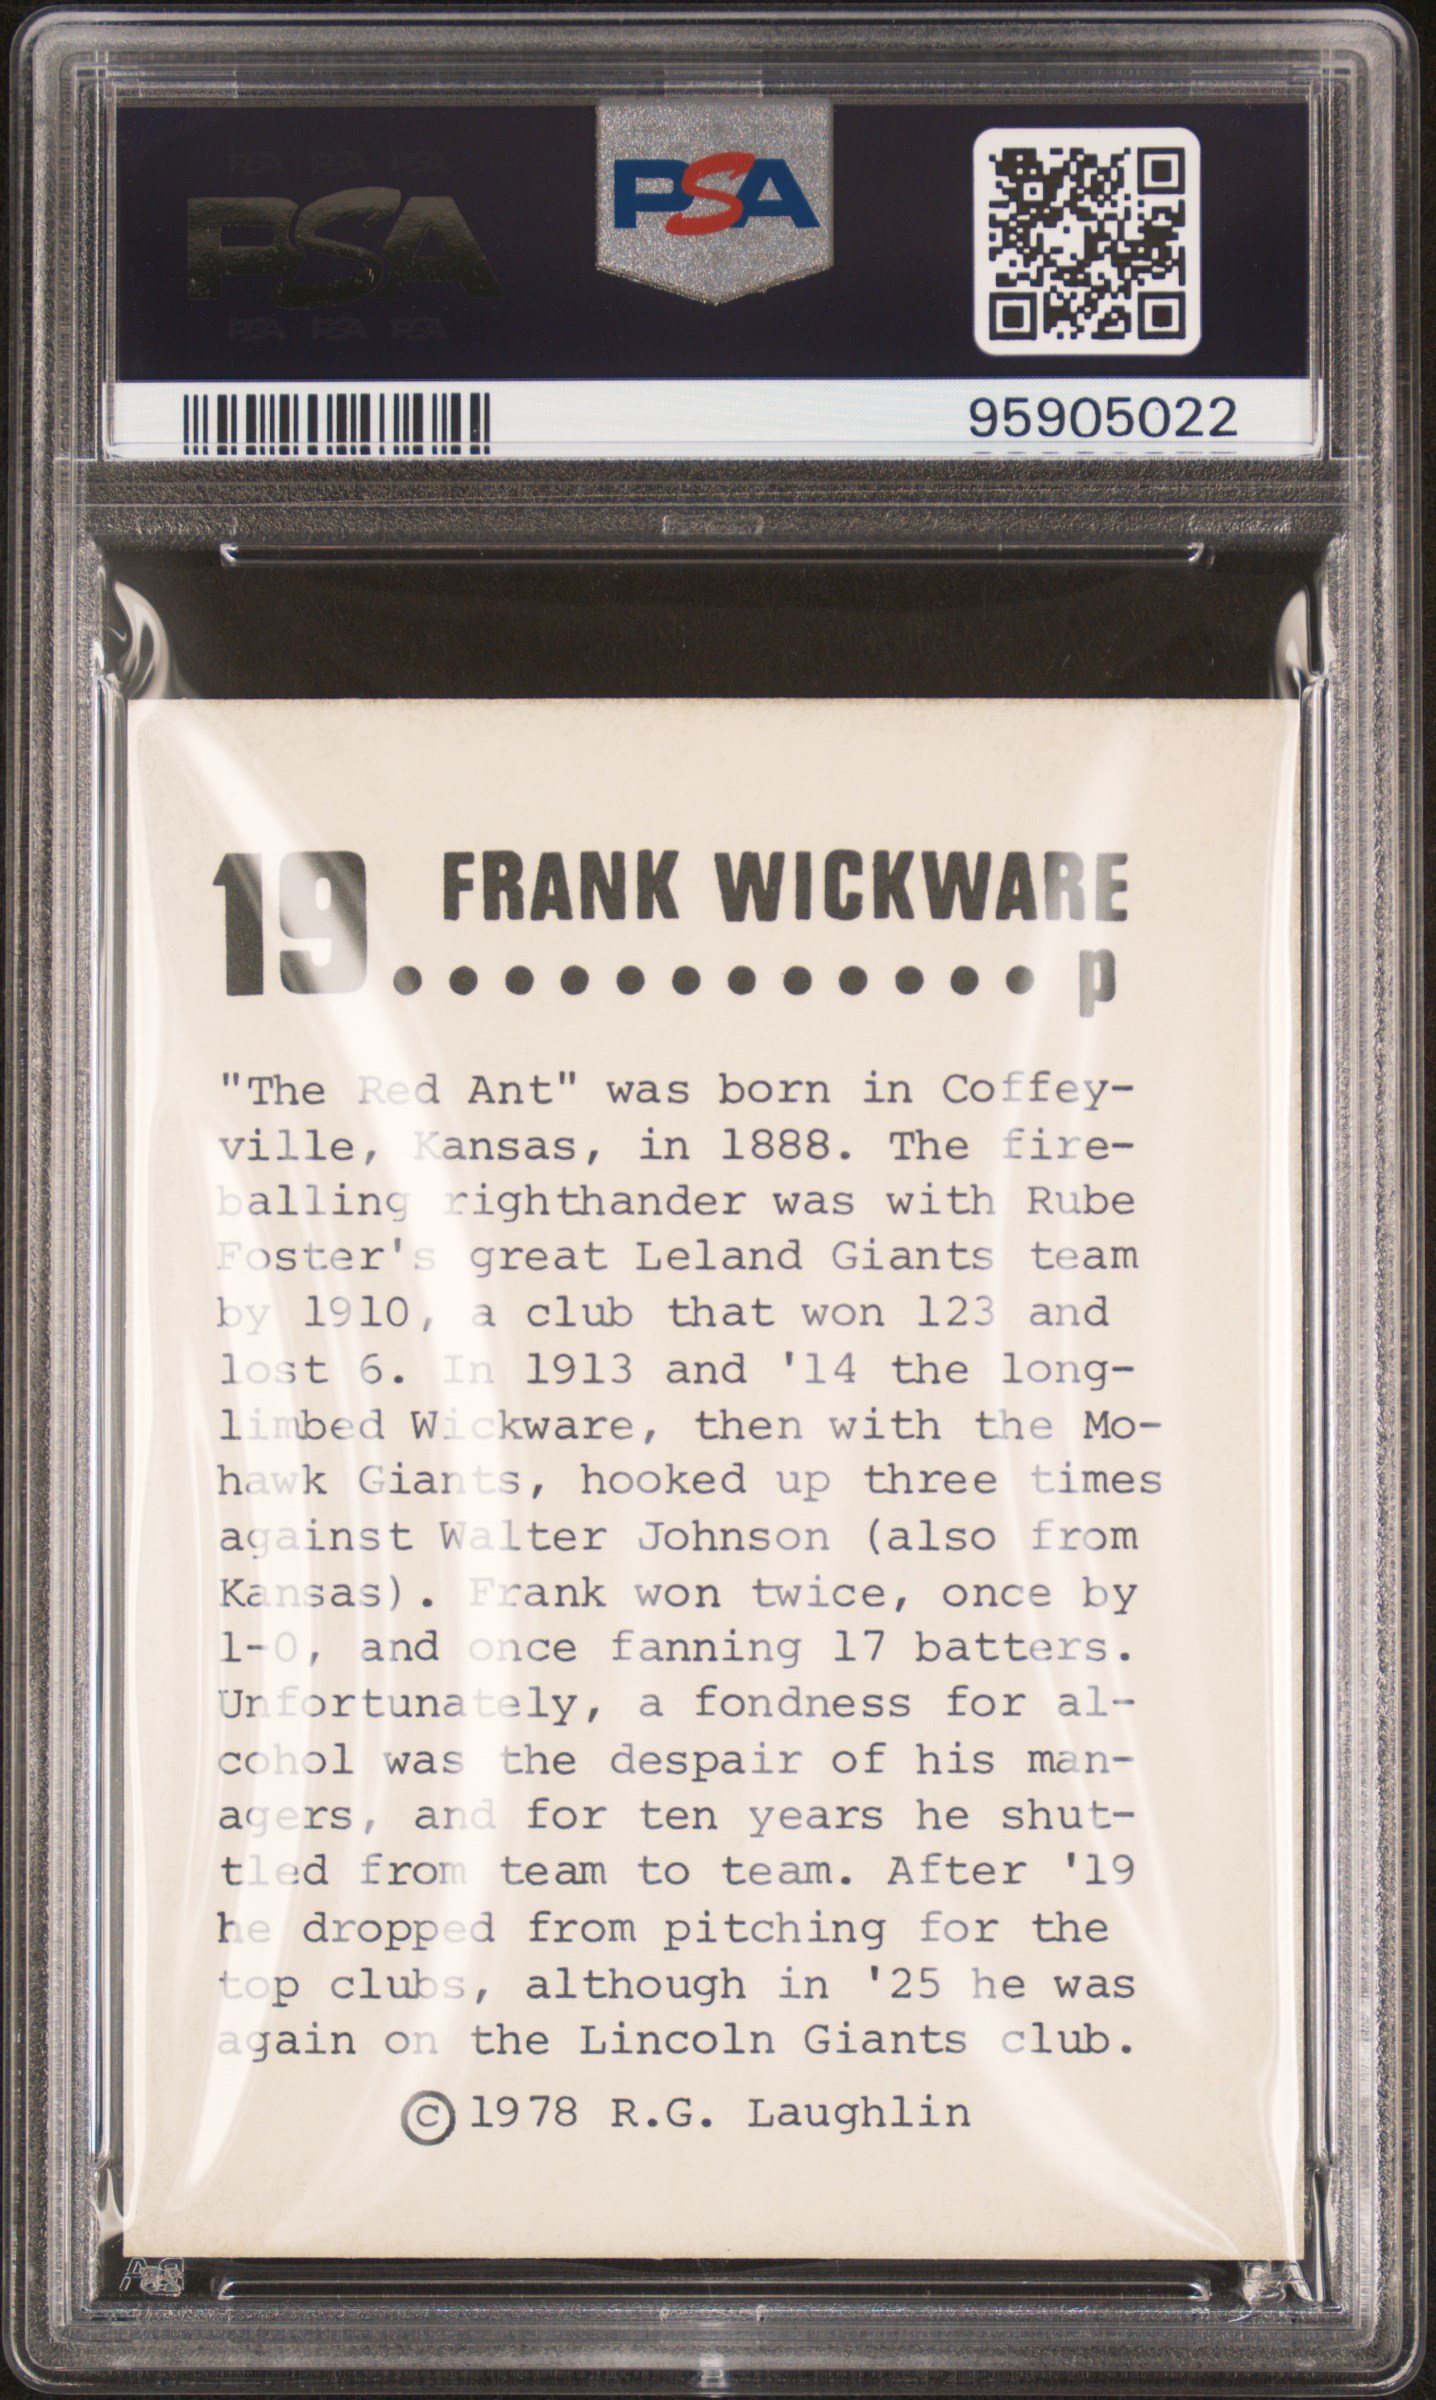 PSA PSA PSA
PSA
PSA PSA PSA
PSA
95905022
19 FRANK WICKWARE
............ p
"The Red Ant" was born in Coffey-
ville, Kansas, in 1888. The fire-
balling righthander was with Rube
Foster's great Leland Giants team
by 1910, a club that won 123 and
lost 6. In 1913 and '14 the long-
limbed Wickware, then with the Mo-
hawk Giants, hooked up three times
against Walter Johnson (also from
Kansas). Frank won twice, once by
1-0, and once fanning 17 batters.
Unfortunately, a fondness for al-
cohol was the despair of his man-
agers, and for ten years he shut-
tled from team to team. After '19
he dropped from pitching for the
top clubs, although in '25 he was
again on the Lincoln Giants club.
©1978 R.G. Laughlin